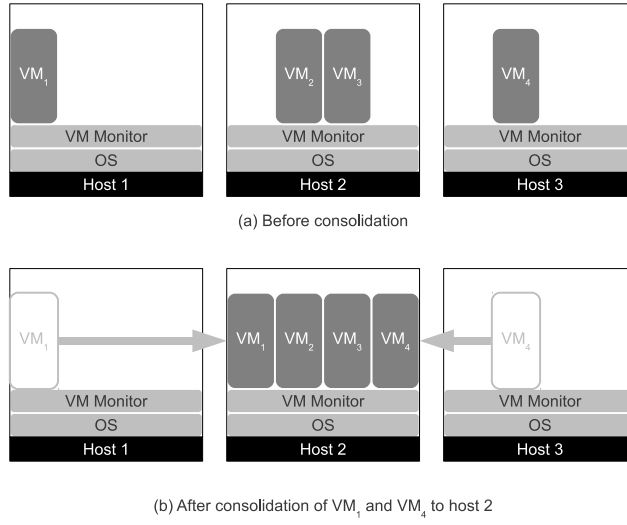 VM1
VM Monitor
OS
Host 1
VM2 VM3
VM Monitor
OS
Host 2
VM4
VM Monitor
OS
Host 3
(a) Before consolidation
VM1
VM Monitor
OS
Host 1
VM1 VM2 VM3 VM4
VM Monitor
OS
Host 2
VM4
VM Monitor
OS
Host 3
(b) After consolidation of VM1 and VM4 to host 2